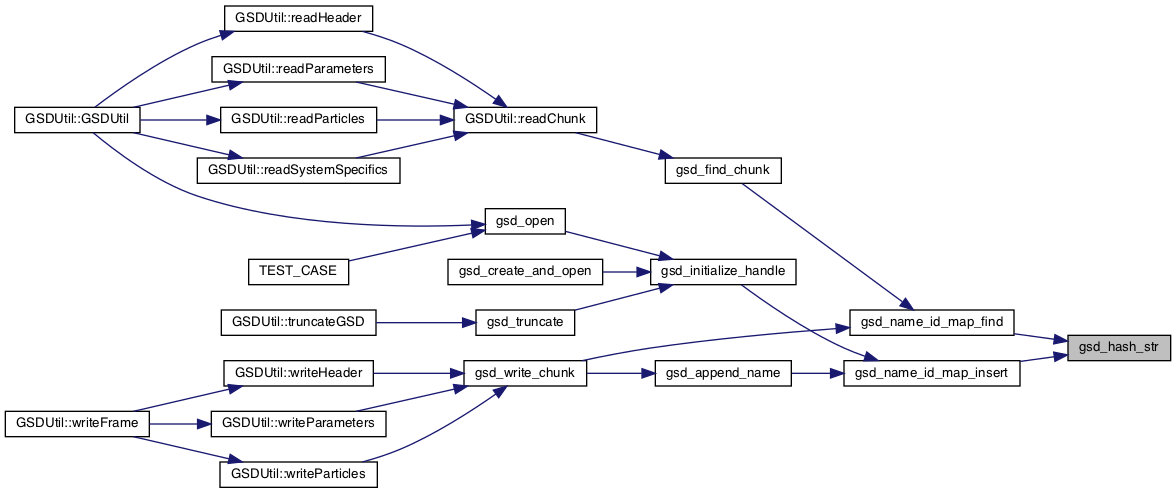 GSDUtil::readHeader
GSDUtil::readParameters
GSDUtil::GSDUtil
GSDUtil::readParticles
GSDUtil::readChunk
GSDUtil::readSystemSpecifics
gsd_find_chunk
gsd_open
TEST_CASE
gsd_create_and_open
gsd_initialize_handle
GSDUtil::truncateGSD
gsd_truncate
gsd_name_id_map_find
gsd_hash_str
GSDUtil::writeHeader
gsd_write_chunk
gsd_append_name
gsd_name_id_map_insert
GSDUtil::writeFrame
GSDUtil::writeParameters
GSDUtil::writeParticles